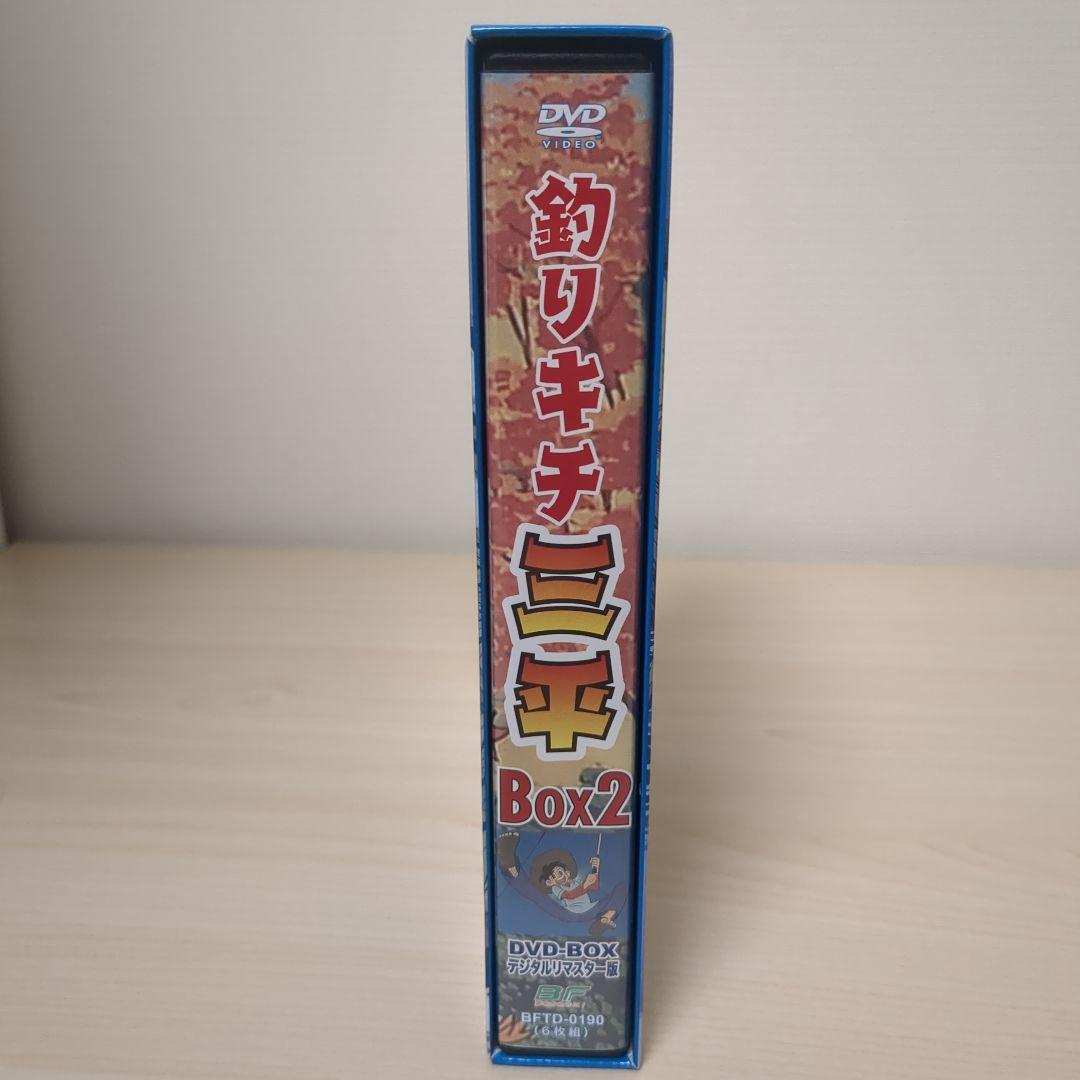 DVD
VIDEO
釣りキチ
三平
Box2
DVD-BOX
デジタルリマスター版
BF
BFTD-0190
(6枚組)